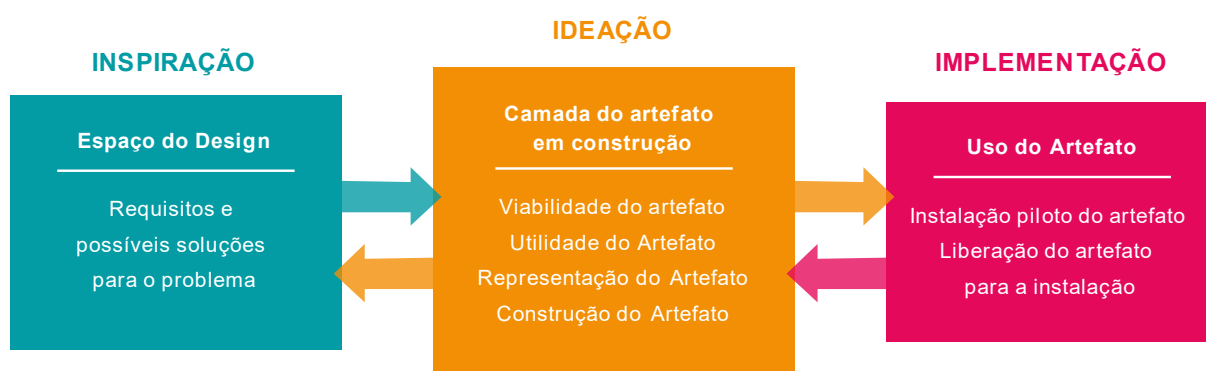 INSPIRAÇÃO
Espaço do Design
Requisitos e
possíveis soluções
para o problema
IDEAÇÃO
Camada do artefato
em construção
Viabilidade do artefato
Utilidade do Artefato
Representação do Artefato
Construção do Artefato
IMPLEMENTAÇÃO
Uso do Artefato
Instalação piloto do artefato
Liberação do artefato
para a instalação